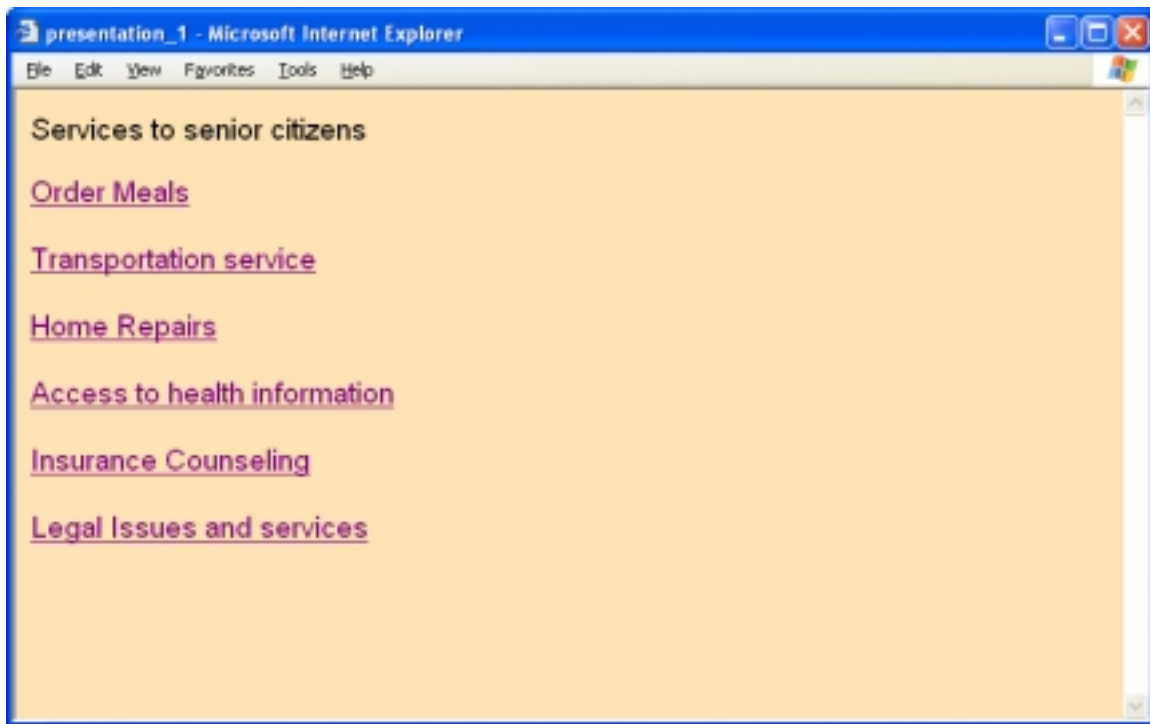 presentation_1 - Microsoft Internet Explorer
File Edit View Favorites Tools Help
Services to senior citizens
Order Meals
Transportation service
Home Repairs
Access to health information
Insurance Counseling
Legal Issues and services